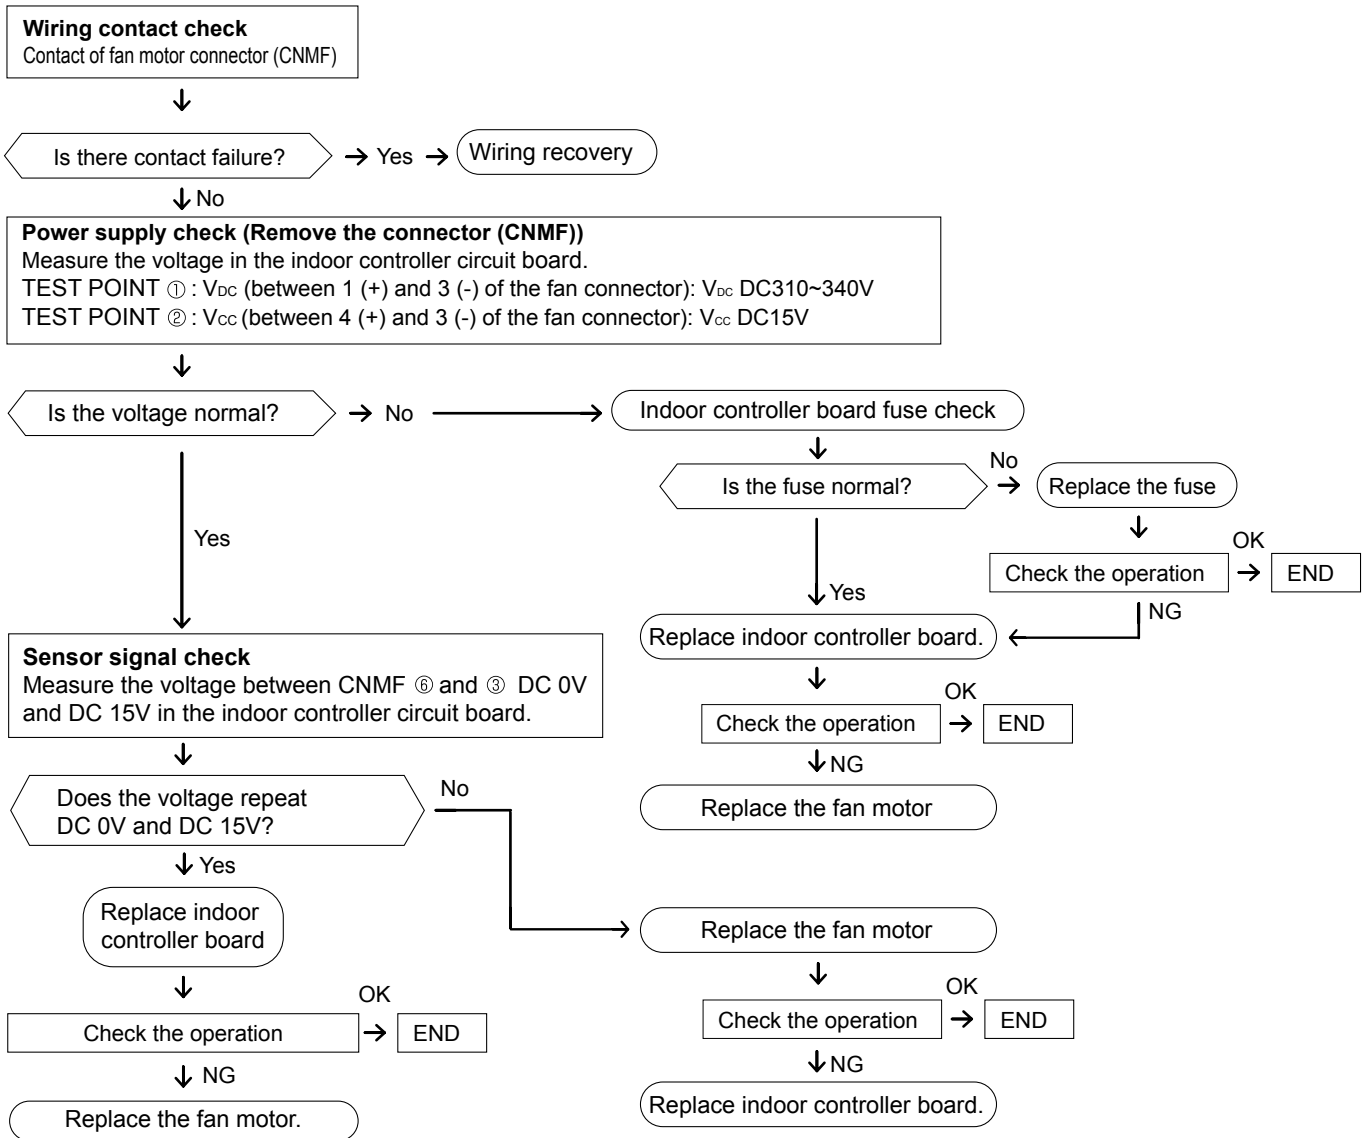 Wiring contact check
Contact of fan motor connector (CNMF)
Is there contact failure?
Yes
Wiring recovery
No
Power supply check (Remove the connector (CNMF))
Measure the voltage in the indoor controller circuit board.
TEST POINT ① : VDC (between 1 (+) and 3 (-) of the fan connector): VDC DC310~340V
TEST POINT ② : VCC (between 4 (+) and 3 (-) of the fan connector): VCC DC15V
Is the voltage normal?
No
Indoor controller board fuse check
Is the fuse normal?
No
Replace the fuse
Yes
OK
Check the operation
END
Yes
NG
Replace indoor controller board.
Sensor signal check
Measure the voltage between CNMF ⑥ and ③ DC 0V
and DC 15V in the indoor controller circuit board.
OK
Check the operation
END
NG
Replace the fan motor
Does the voltage repeat
DC 0V and DC 15V?
No
Yes
Replace indoor
controller board
Replace the fan motor
OK
Check the operation
END
OK
Check the operation
END
NG
Replace the fan motor.
NG
Replace indoor controller board.